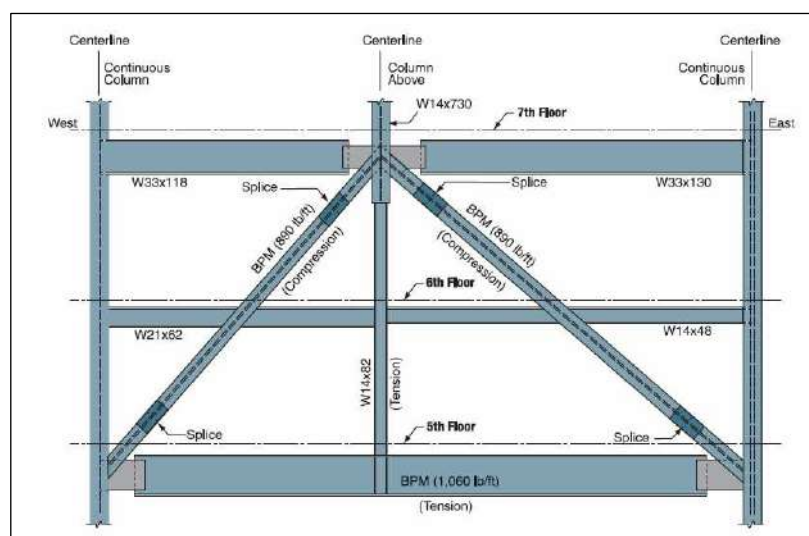 Centerline
Centerline
Centerline
Continuous
Column
Column
Above
Continuous
Column
W14x730
7th Floor
West
East
W33x118
Splice
Splice
W33x130
BPM (890 lb/ft)
(Compression)
BPM (890 lb/ft)
(Compression)
6th Floor
W21x62
W14x48
W14x82
(Tension)
5th Floor
Splice
Splice
BPM (1,060 lb/ft)
(Tension)